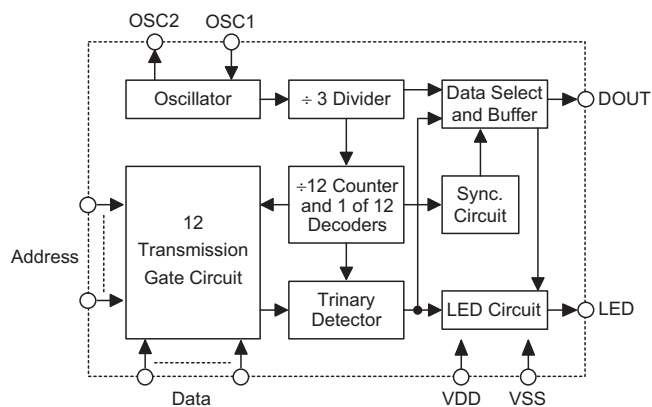 OSC2 OSC1
Oscillator
÷ 3 Divider
Data Select
and Buffer
DOUT
÷12 Counter
and 1 of 12
Decoders
Sync.
Circuit
12
Transmission
Gate Circuit
Address
Trinary
Detector
LED Circuit
LED
Data
VDD
VSS